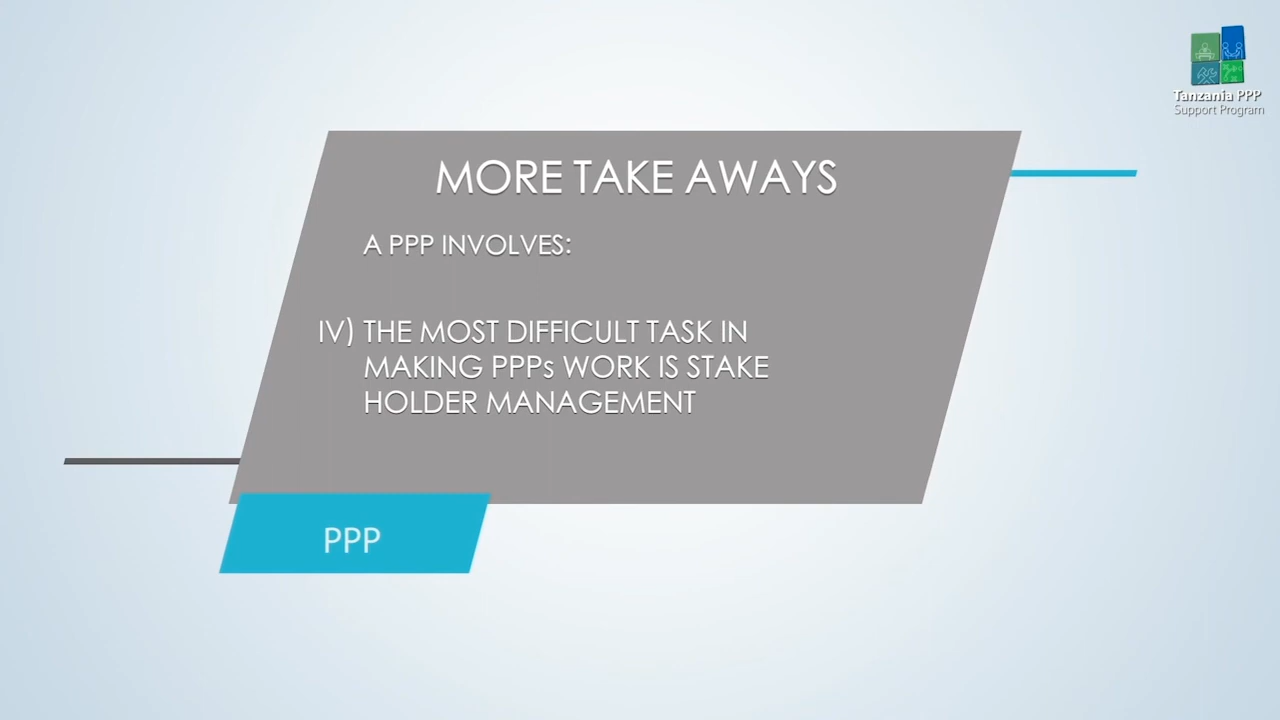 Tanzania PPP
Support Program
MORE TAKE AWAYS
A PPP INVOLVES:
IV) THE MOST DIFFICULT TASK IN
MAKING PPPs WORK IS STAKE
HOLDER MANAGEMENT
PPP